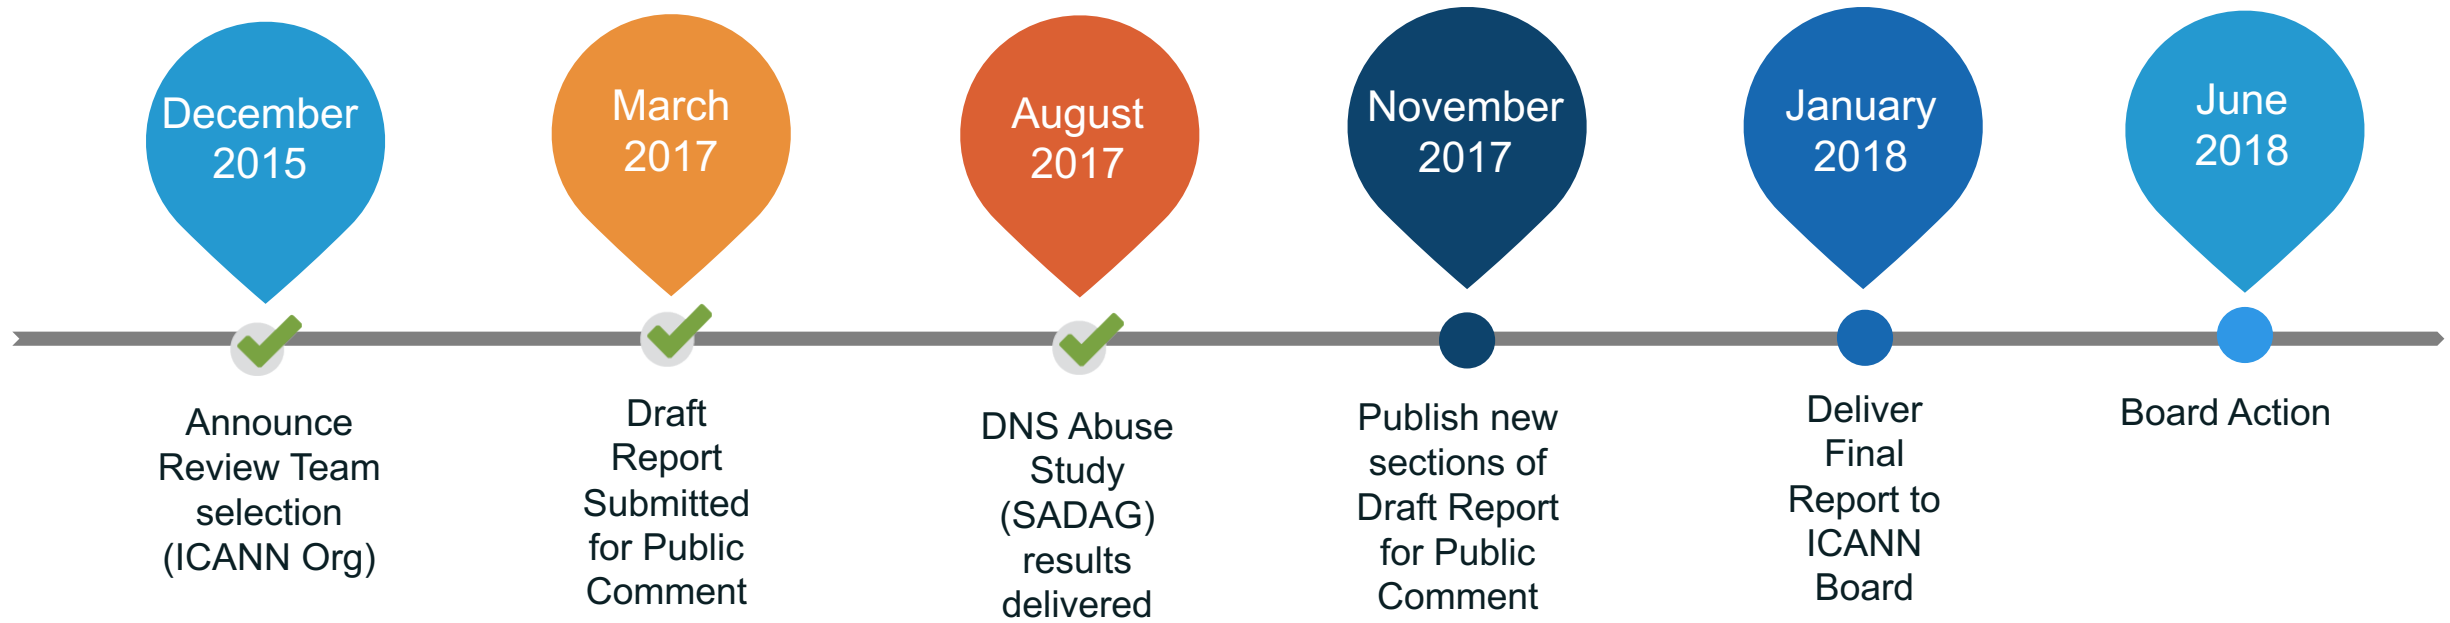 December
2015
March
2017
August
2017
November
2017
January
2018
June
2018
Announce
Review Team
selection
(ICANN Org)
Draft
Report
Submitted
for Public
Comment
DNS Abuse
Study
(SADAG)
results
delivered
Publish new
sections of
Draft Report
for Public
Comment
Deliver
Final
Report to
ICANN
Board
Board Action